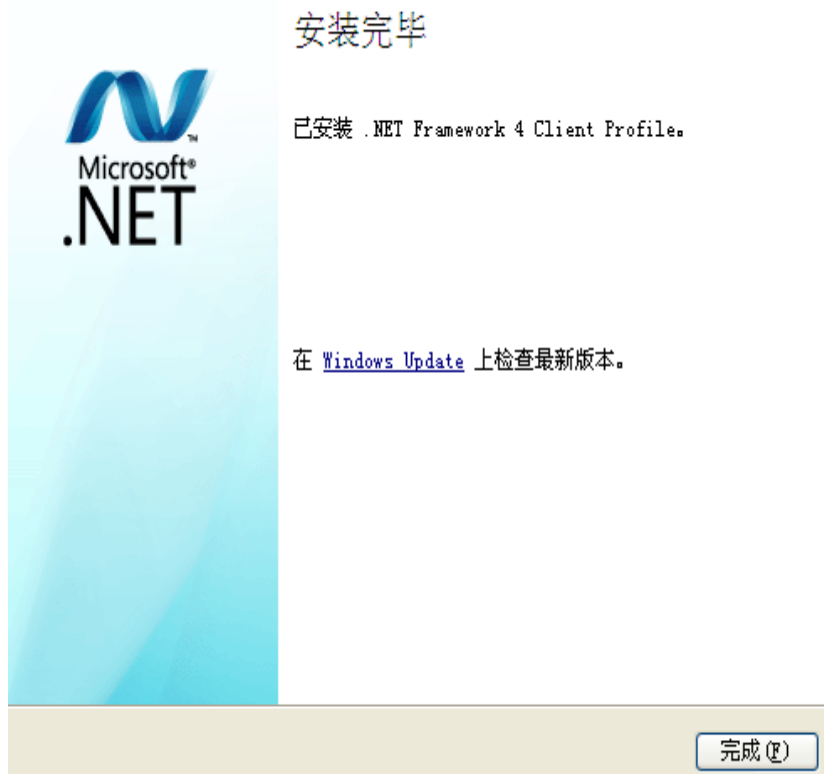 安装完毕
Microsoft®
.NET
TM
已安装 .NET Framework 4 Client Profile。
在 Windows Update 上检查最新版本。
完成(F)